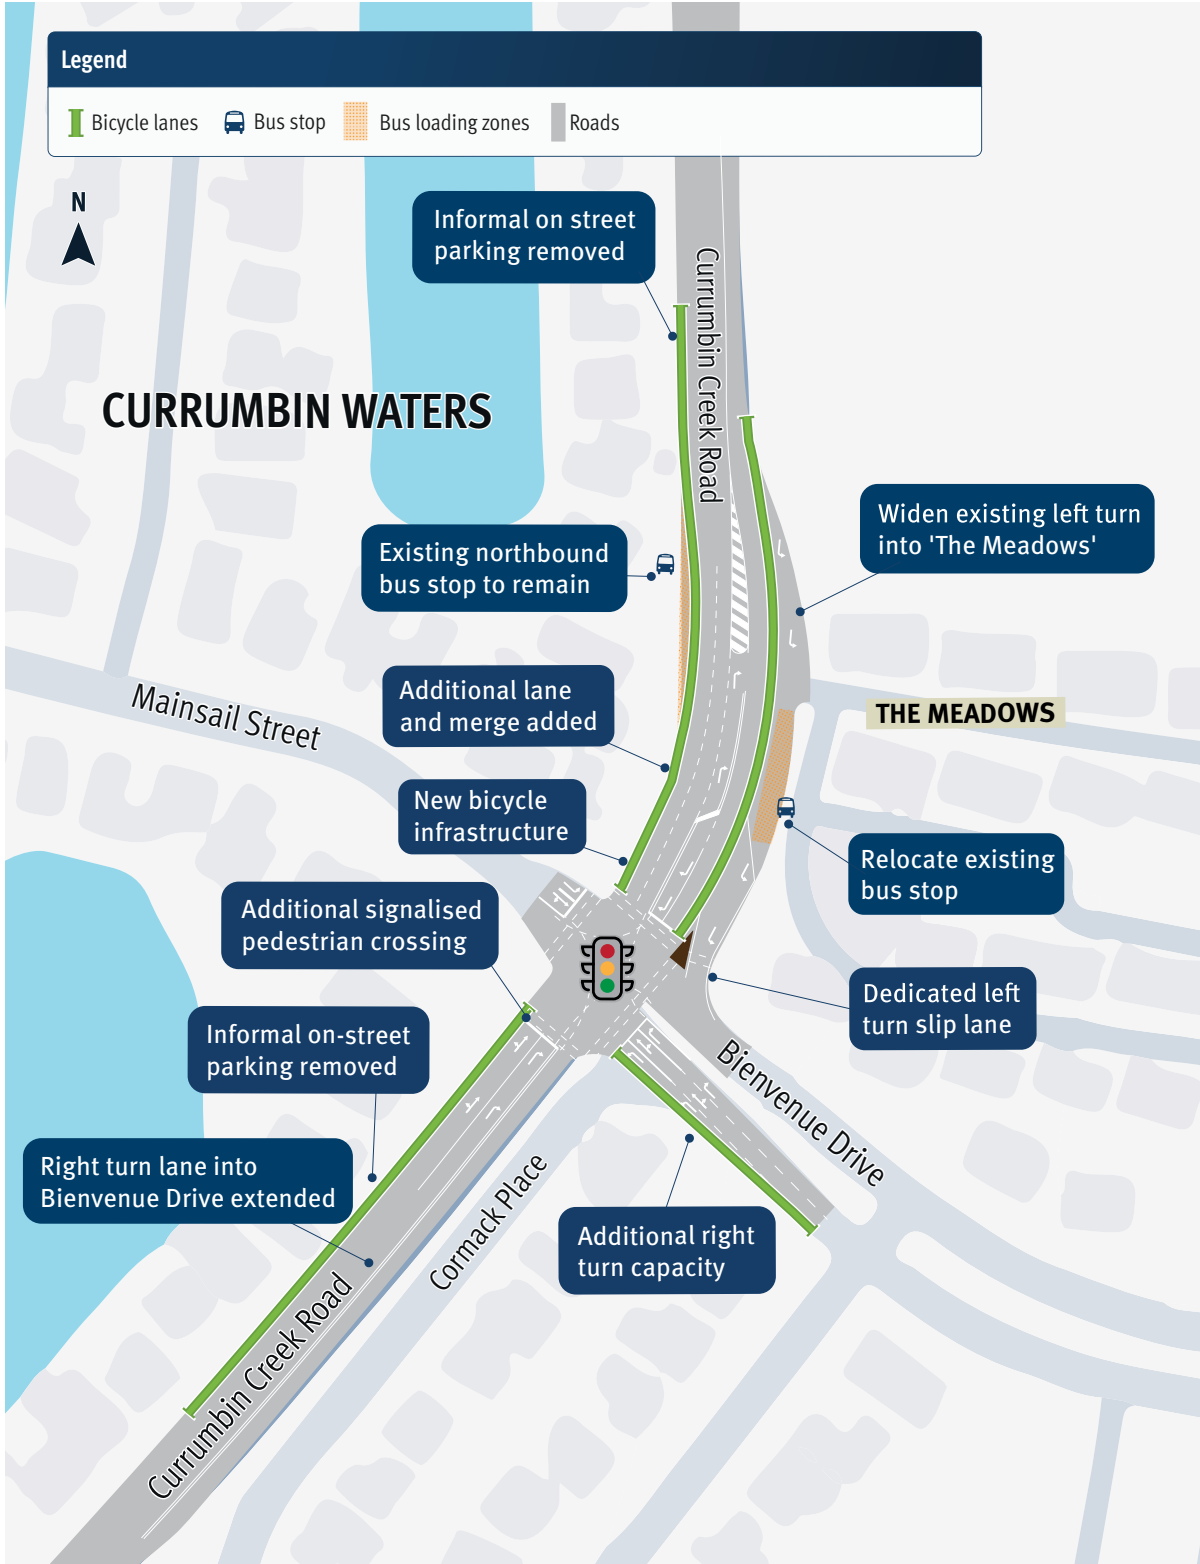 Legend
Bicycle lanes
Bus stop
Bus loading zones
Roads
N
Informal on street
parking removed
Currumbin Creek Road
CURRUMBIN WATERS
Widen existing left turn
into 'The Meadows'
Existing northbound
bus stop to remain
Additional lane
and merge added
Mainsail Street
THE MEADOWS
New bicycle
infrastructure
Relocate existing
bus stop
Additional signalised
pedestrian crossing
Dedicated left
turn slip lane
Informal on-street
parking removed
Bienvenue Drive
Right turn lane into
Bienvenue Drive extended
Cormack Place
Additional right
turn capacity
Currumbin Creek Road